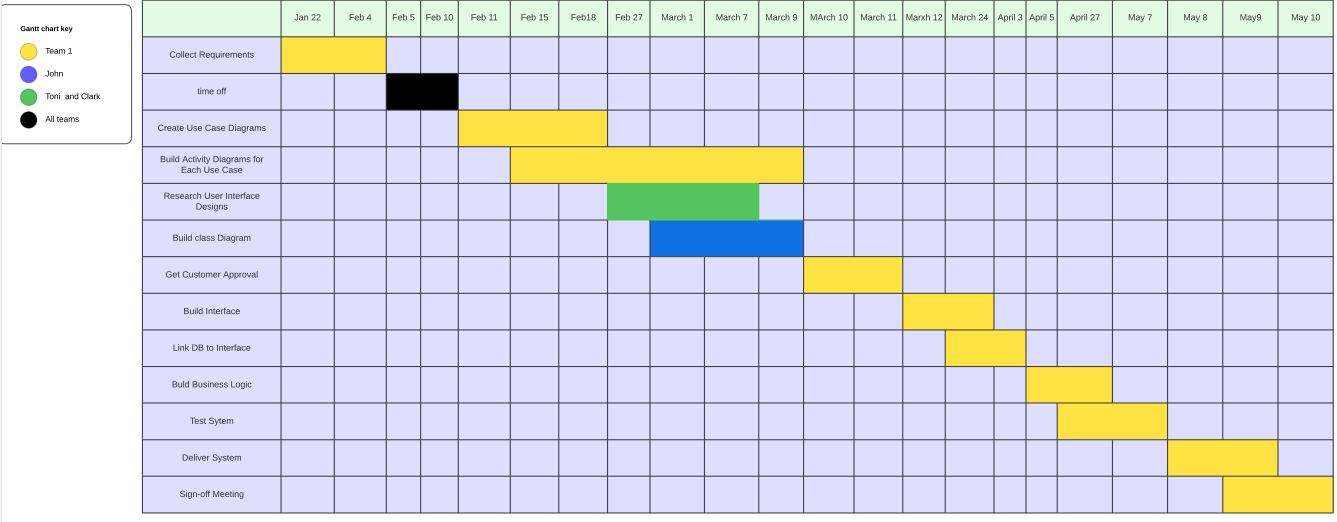 Gantt chart key
Team 1
John
Toni and Clark
All teams
Jan 22 Feb 4 Feb 5 Feb 10 Feb 11 Feb 15 Feb18 Feb 27 March 1 March 7 March 9 MArch 10 March 11 Marxh 12 March 24 April 3 April 5 April 27 May 7 May 8 May9 May 10
Collect Requirements
time off
Create Use Case Diagrams
Build Activity Diagrams for
Each Use Case
Research User Interface
Designs
Build class Diagram
Get Customer Approval
Build Interface
Link DB to Interface
Buld Business Logic
Test Sytem
Deliver System
Sign-off Meeting